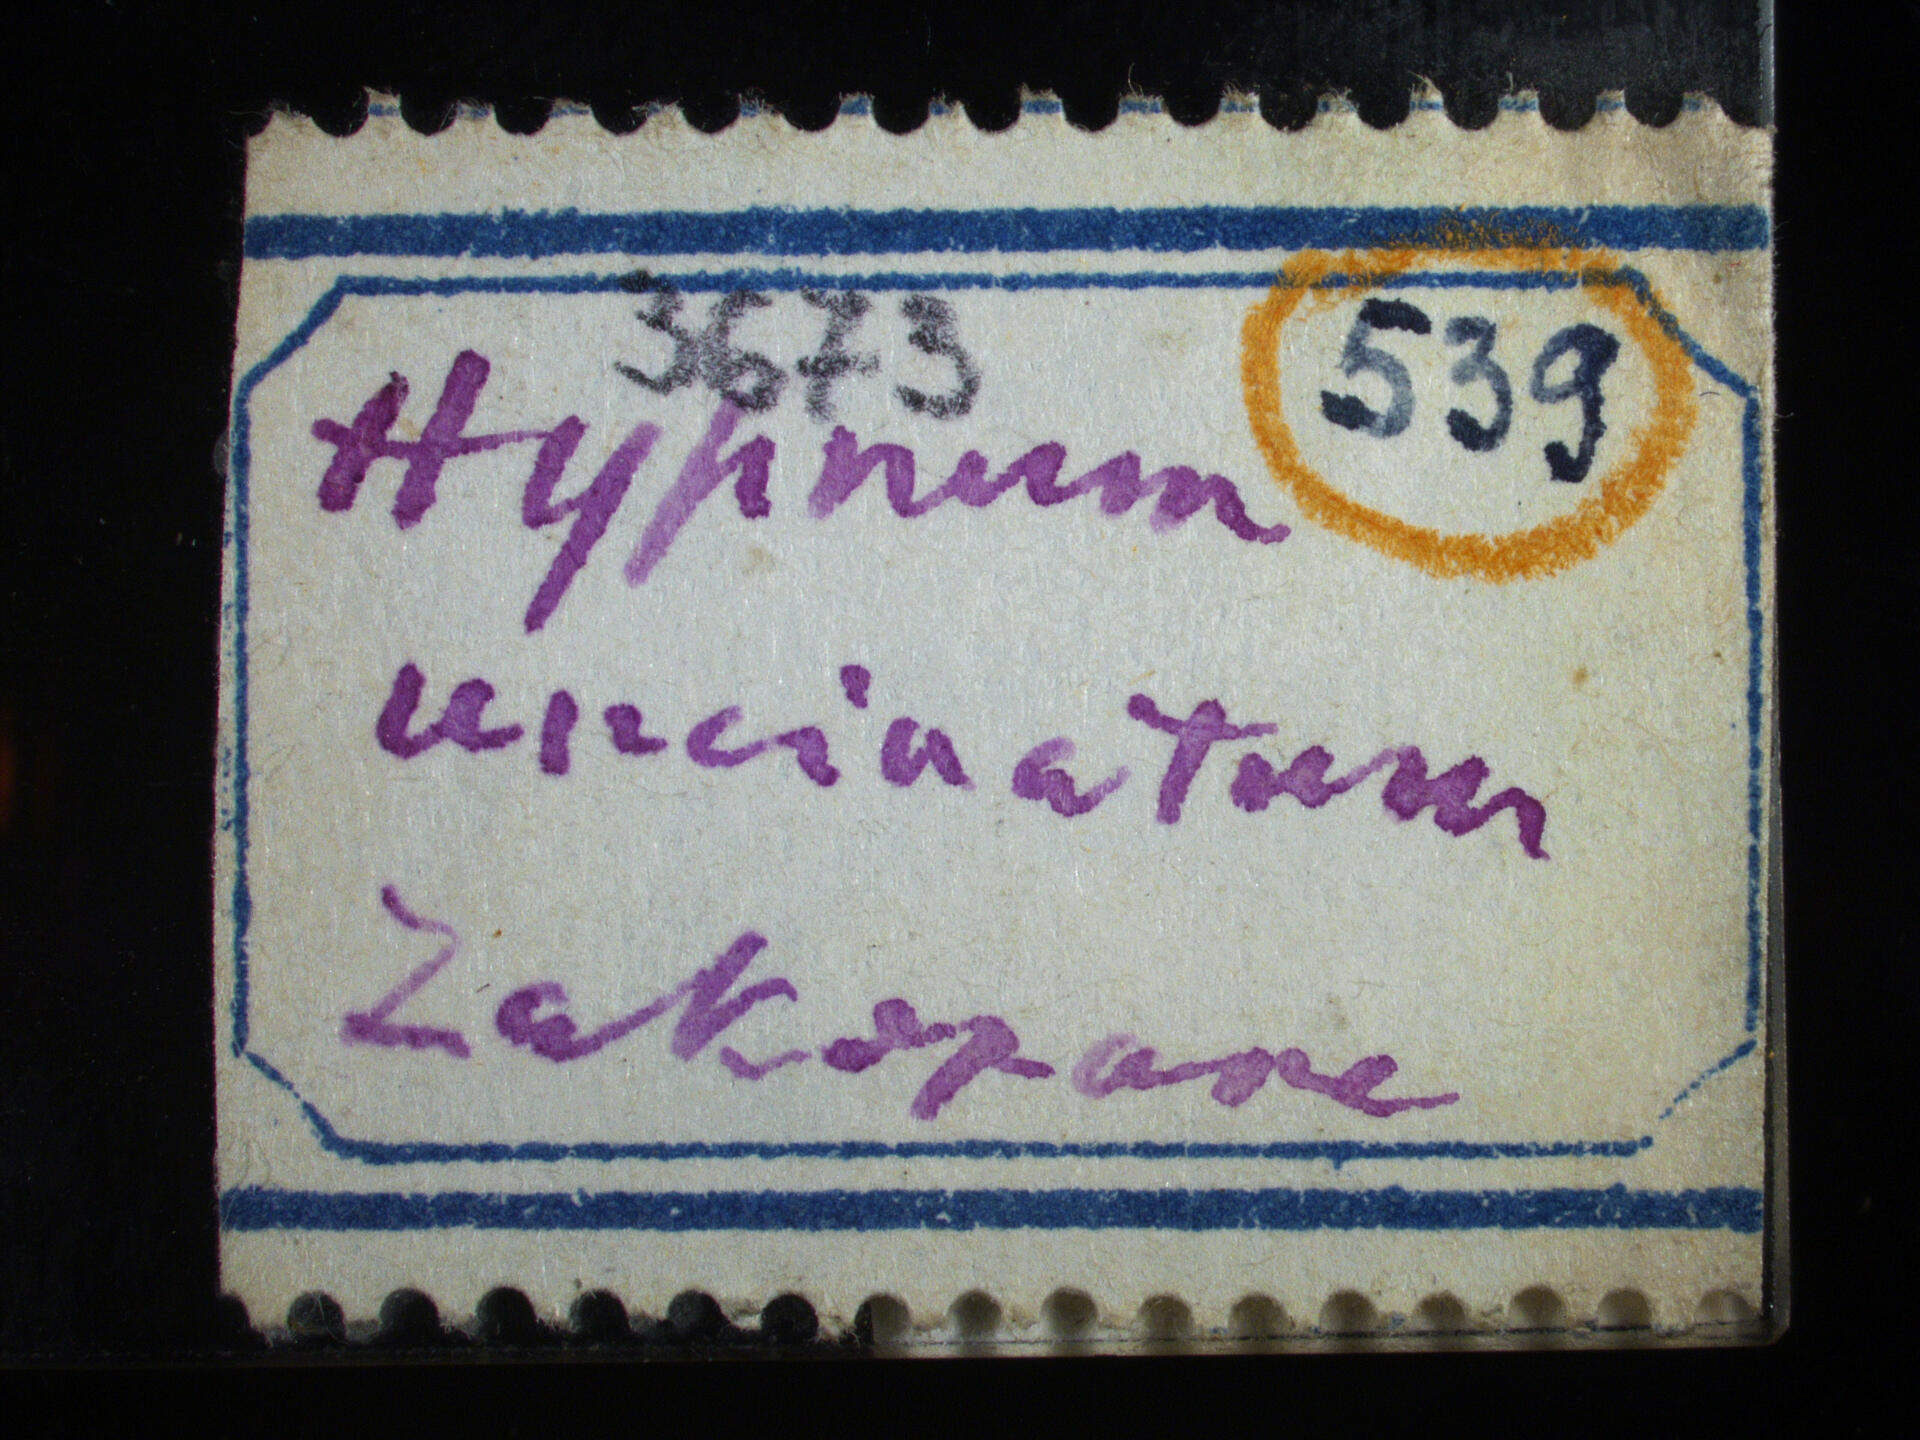 3673
539
Hypnum
uncinatum
Zakopane